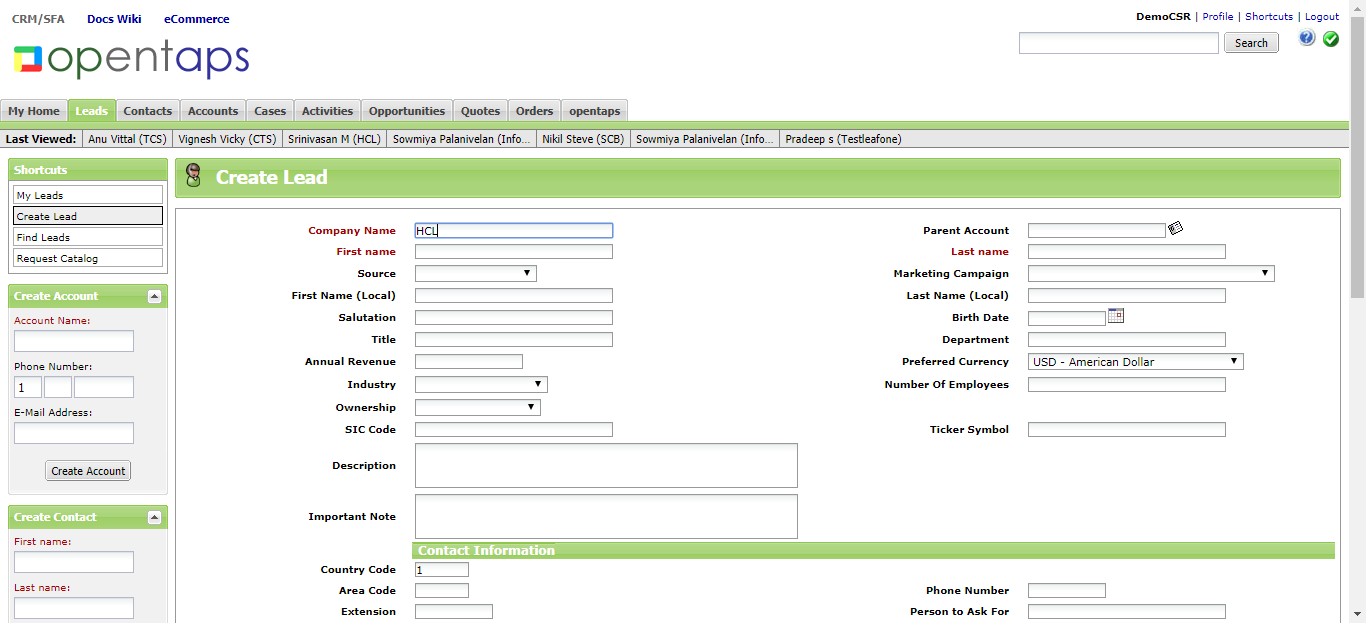 CRM/SFA Docs Wiki eCommerce
DemoCSR | Profile | Shortcuts | Logout
opentaps
Search
My Home Leads Contacts Accounts Cases Activities Opportunities Quotes Orders opentaps
Last Viewed: Anu Vittal (TCS) Vignesh Vicky (CTS) Srinivasan M (HCL) Sowmiya Palanivelan (Info... Nikil Steve (SCB) Sowmiya Palanivelan (Info... Pradeep s (Testleafone)
Shortcuts
My Leads
Create Lead
Find Leads
Request Catalog
Create Account
Account Name:
Phone Number:
1
E-Mail Address:
Create Account
Create Contact
First name:
Last name:
Create Lead
Company Name HCL Parent Account
First name Last name
Source Marketing Campaign
First Name (Local) Last Name (Local)
Salutation Birth Date
Title Department
Annual Revenue Preferred Currency USD - American Dollar
Industry Number Of Employees
Ownership
SIC Code Ticker Symbol
Description
Important Note
Contact Information
Country Code 1
Area Code Phone Number
Extension Person to Ask For